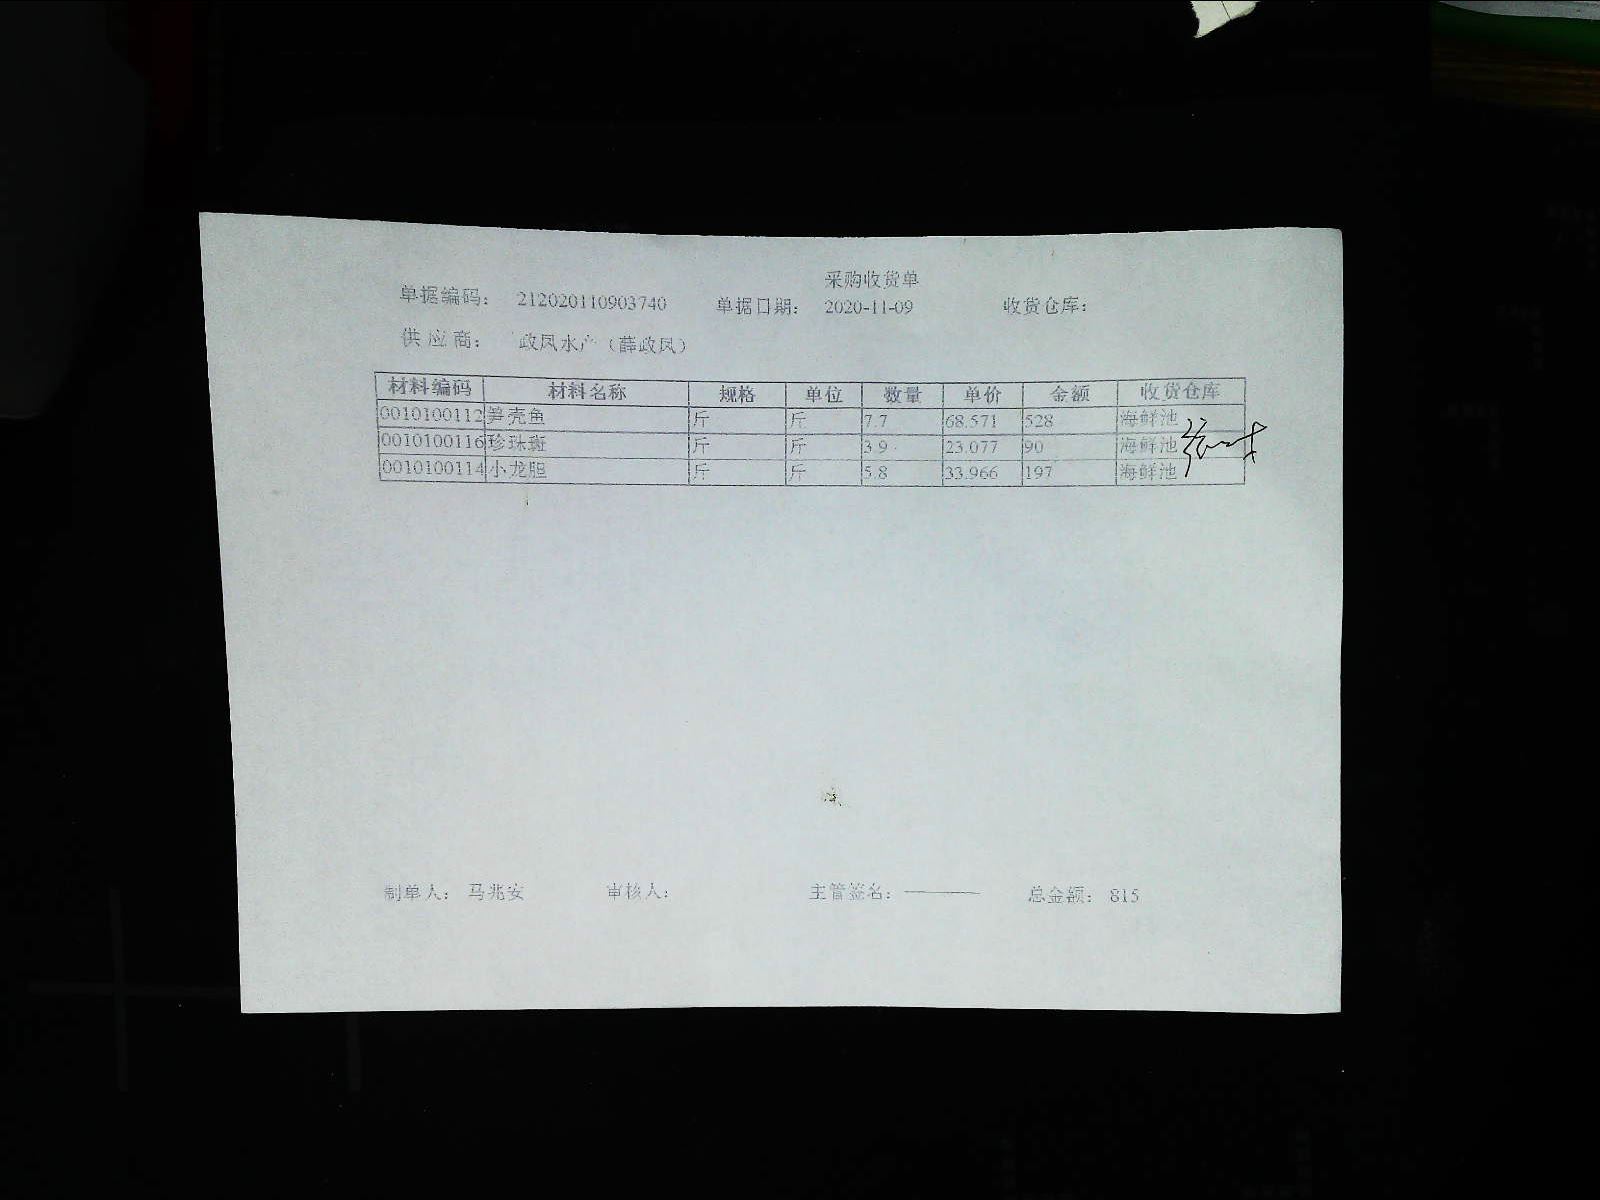 采购收货单
单据编码： 212020110903740 单据日期： 2020-11-09 收货仓库：
供 应 商： 政凤水产（薛政凤）
材料编码 材料名称 规格 单位 数量 单价 金额 收货仓库
0010100112 笋壳鱼 斤 斤 7.7 68.571 528 海鲜池
0010100116 珍珠斑 斤 斤 3.9 23.077 90 海鲜池
0010100114 小龙胆 斤 斤 5.8 33.966 197 海鲜池
制单人： 马兆安 审核人： 主管签名： 总金额： 815